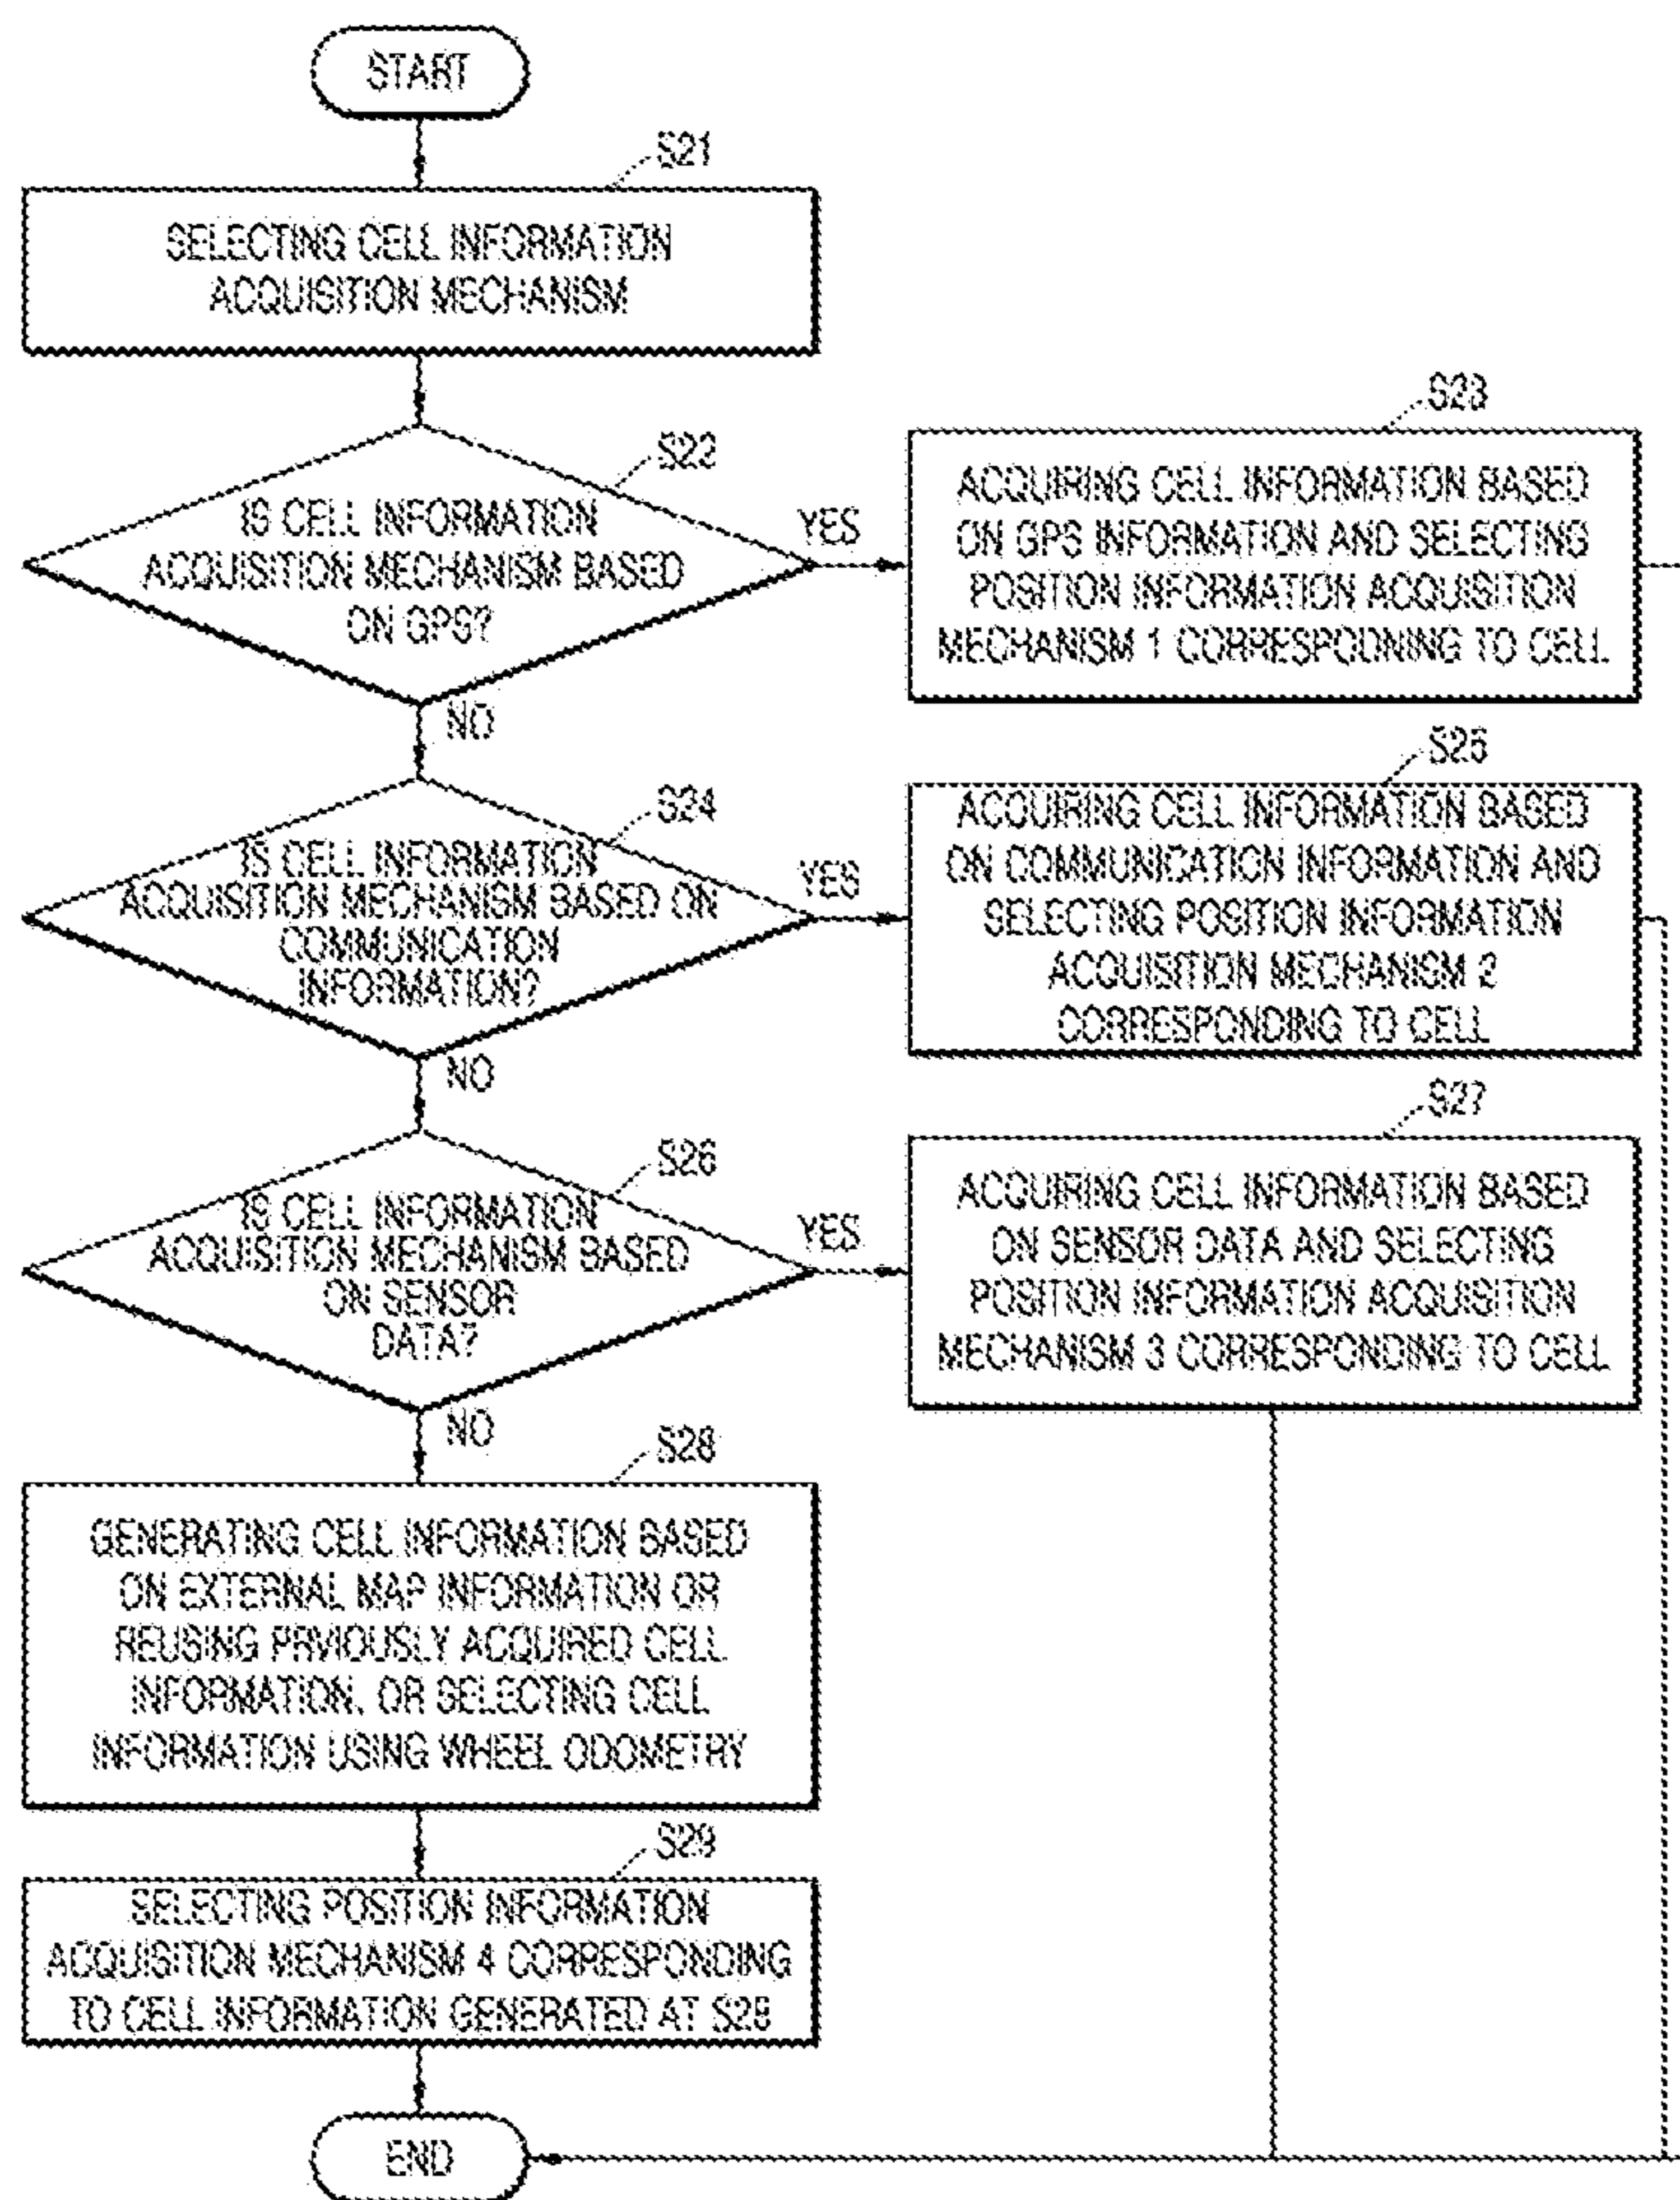 START
S21
SELECTING CELL INFORMATION
ACQUISITION MECHANISM
S22
IS CELL INFORMATION
ACQUISITION MECHANISM BASED
ON GPS?
YES
NO
S23
ACQUIRING CELL INFORMATION BASED
ON GPS INFORMATION AND SELECTING
POSITION INFORMATION ACQUISITION
MECHANISM 1 CORRESPODNING TO CELL
S24
IS CELL INFORMATION
ACQUISITION MECHANISM BASED ON
COMMUNICATION
INFORMATION?
YES
NO
S25
ACQUIRING CELL INFORMATION BASED
ON COMMUNICATION INFORMATION AND
SELECTING POSITION INFORMATION
ACQUISITION MECHANISM 2
CORRESPONDING TO CELL
S26
IS CELL INFORMATION
ACQUISITION MECHANISM BASED
ON SENSOR
DATA?
YES
NO
S27
ACQUIRING CELL INFORMATION BASED
ON SENSOR DATA AND SELECTING
POSITION INFORMATION ACQUISITION
MECHANISM 3 CORRESPONDING TO CELL
S28
GENERATING CELL INFORMATION BASED
ON EXTERNAL MAP INFORMATION OR
REUSING PRVIOUSLY ACQUIRED CELL
INFORMATION, OR SELECTING CELL
INFORMATION USING WHEEL ODOMETRY
S29
SELECTING POSITION INFORMATION
ACQUISITION MECHANISM 4 CORRESPONDING
TO CELL INFORMATION GENERATED AT S28
END